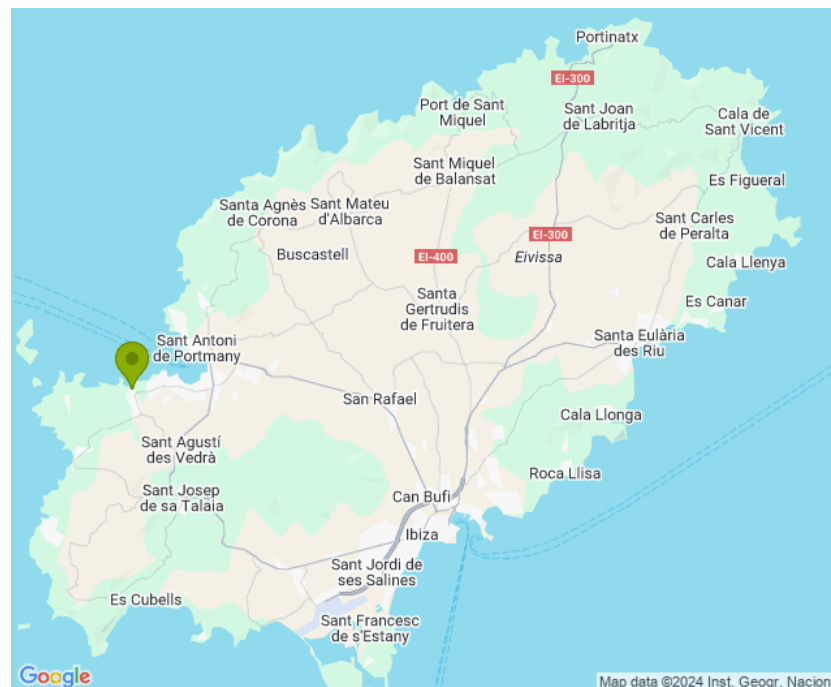 Portinatx
EI-300
Port de Sant
Miquel
Sant Joan
de Labritja
Cala de
Sant Vicent
Sant Miquel
de Balansat
Es Figueral
Santa Agnès
de Corona
Sant Mateu
d'Albarca
Sant Carles
de Peralta
EI-300
Buscastell
EI-400
Eivissa
Cala Llenya
Santa
Gertrudis
de Fruitera
Es Canar
Sant Antoni
de Portmany
Santa Eulària
des Riu
San Rafael
Cala Llonga
Sant Agustí
des Vedrà
Roca Llisa
Sant Josep
de sa Talaia
Can Bufi
Ibiza
Sant Jordi de
ses Salines
Es Cubells
Sant Francesc
de s'Estany
Google
Map data ©2024 Inst. Geogr. Nacion